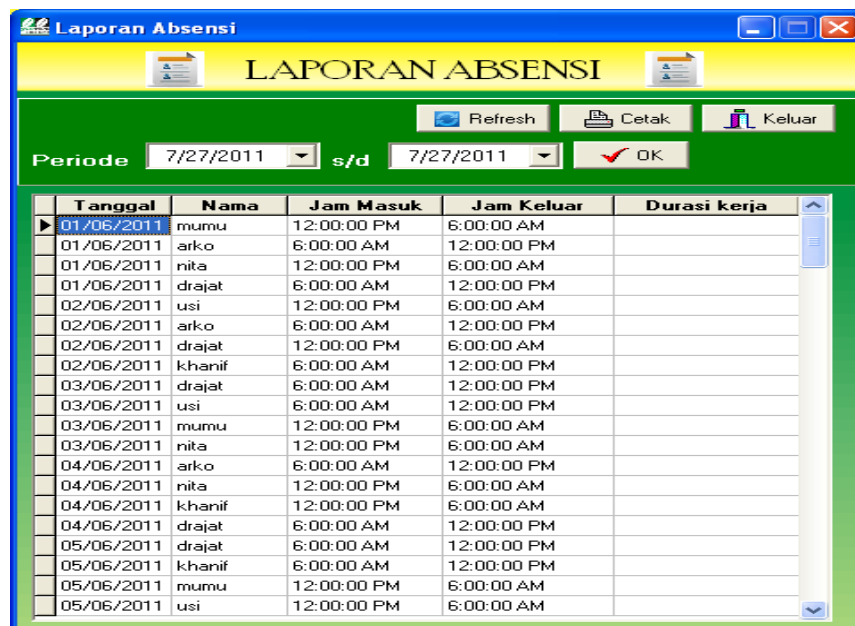 Laporan Absensi
LAPORAN ABSENSI
Refresh Cetak Keluar
Periode 7/27/2011 s/d 7/27/2011 OK
Tanggal Nama Jam Masuk Jam Keluar Durasi kerja
01/06/2011 mumu 12:00:00 PM 6:00:00 AM
01/06/2011 arko 6:00:00 AM 12:00:00 PM
01/06/2011 nita 12:00:00 PM 6:00:00 AM
01/06/2011 drajat 6:00:00 AM 12:00:00 PM
02/06/2011 usi 12:00:00 PM 6:00:00 AM
02/06/2011 arko 6:00:00 AM 12:00:00 PM
02/06/2011 drajat 12:00:00 PM 6:00:00 AM
02/06/2011 khanif 6:00:00 AM 12:00:00 PM
03/06/2011 drajat 6:00:00 AM 12:00:00 PM
03/06/2011 usi 6:00:00 AM 12:00:00 PM
03/06/2011 mumu 12:00:00 PM 6:00:00 AM
03/06/2011 nita 12:00:00 PM 6:00:00 AM
04/06/2011 arko 6:00:00 AM 12:00:00 PM
04/06/2011 nita 12:00:00 PM 6:00:00 AM
04/06/2011 khanif 12:00:00 PM 6:00:00 AM
04/06/2011 drajat 6:00:00 AM 12:00:00 PM
05/06/2011 drajat 6:00:00 AM 12:00:00 PM
05/06/2011 khanif 6:00:00 AM 12:00:00 PM
05/06/2011 mumu 12:00:00 PM 6:00:00 AM
05/06/2011 usi 12:00:00 PM 6:00:00 AM